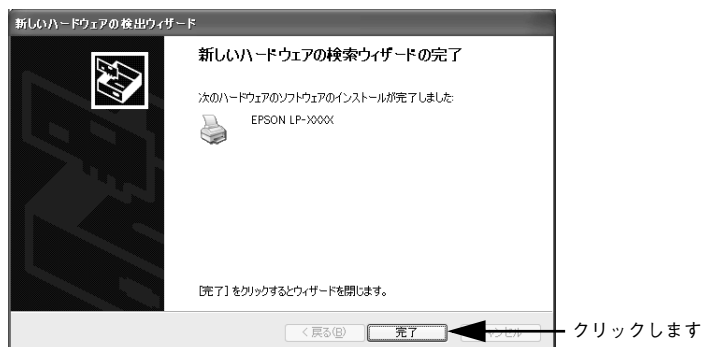 新しいハードウェアの検出ウィザード
新しいハードウェアの検索ウィザードの完了
次のハードウェアのソフトウェアのインストールが完了しました:
EPSON LP-XXXX
[完了] をクリックするとウィザードを閉じます。
< 戻る(B) 完了
クリックします